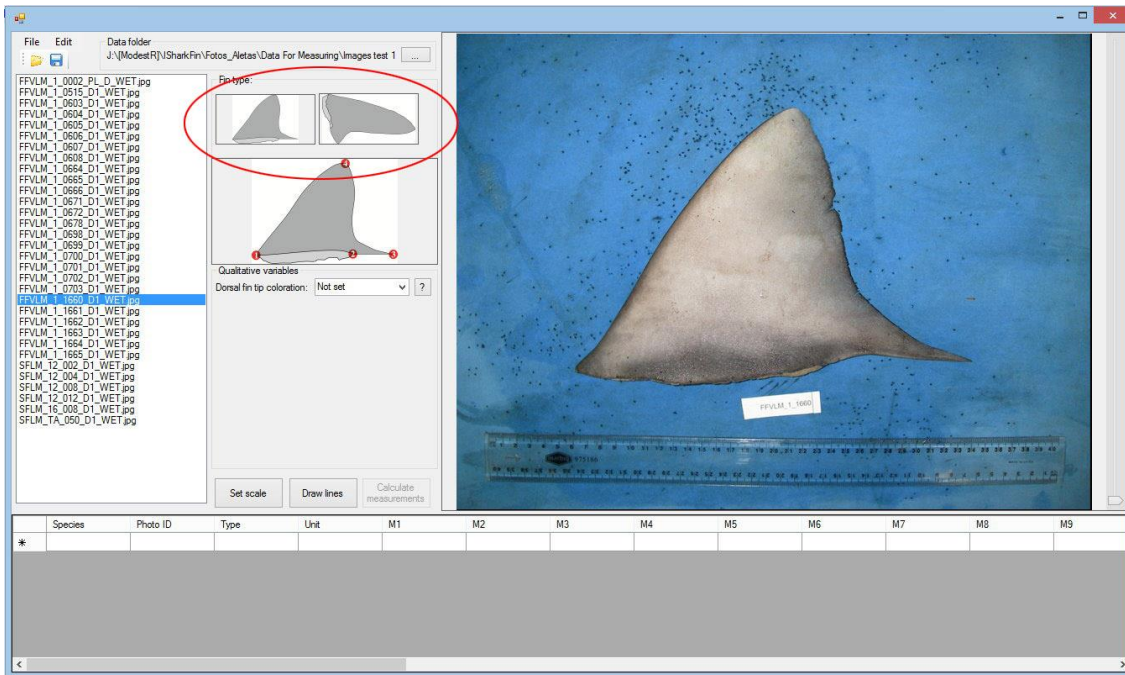 File Edit
Data folder
J:\[ModestR]\ISharkFin\Fotos_Aletas\Data For Measuring\Images test 1 ...
FFVLM_1_0002_PL_D_WET.jpg
FFVLM_1_0515_D1_WET.jpg
FFVLM_1_0603_D1_WET.jpg
FFVLM_1_0604_D1_WET.jpg
FFVLM_1_0605_D1_WET.jpg
FFVLM_1_0606_D1_WET.jpg
FFVLM_1_0607_D1_WET.jpg
FFVLM_1_0608_D1_WET.jpg
FFVLM_1_0664_D1_WET.jpg
FFVLM_1_0665_D1_WET.jpg
FFVLM_1_0666_D1_WET.jpg
FFVLM_1_0671_D1_WET.jpg
FFVLM_1_0672_D1_WET.jpg
FFVLM_1_0678_D1_WET.jpg
FFVLM_1_0698_D1_WET.jpg
FFVLM_1_0699_D1_WET.jpg
FFVLM_1_0700_D1_WET.jpg
FFVLM_1_0701_D1_WET.jpg
FFVLM_1_0702_D1_WET.jpg
FFVLM_1_0703_D1_WET.jpg
FFVLM_1_1660_D1_WET.jpg
FFVLM_1_1661_D1_WET.jpg
FFVLM_1_1662_D1_WET.jpg
FFVLM_1_1663_D1_WET.jpg
FFVLM_1_1664_D1_WET.jpg
FFVLM_1_1665_D1_WET.jpg
SFLM_12_002_D1_WET.jpg
SFLM_12_004_D1_WET.jpg
SFLM_12_008_D1_WET.jpg
SFLM_12_012_D1_WET.jpg
SFLM_16_008_D1_WET.jpg
SFLM_TA_050_D1_WET.jpg
Fin type:
4
1 2 3
Qualitative variables
Dorsal fin tip coloration: Not set ?
Set scale Draw lines Calculate
measurements
FFVLM_1_1660
Species Photo ID Type Unit M1 M2 M3 M4 M5 M6 M7 M8 M9